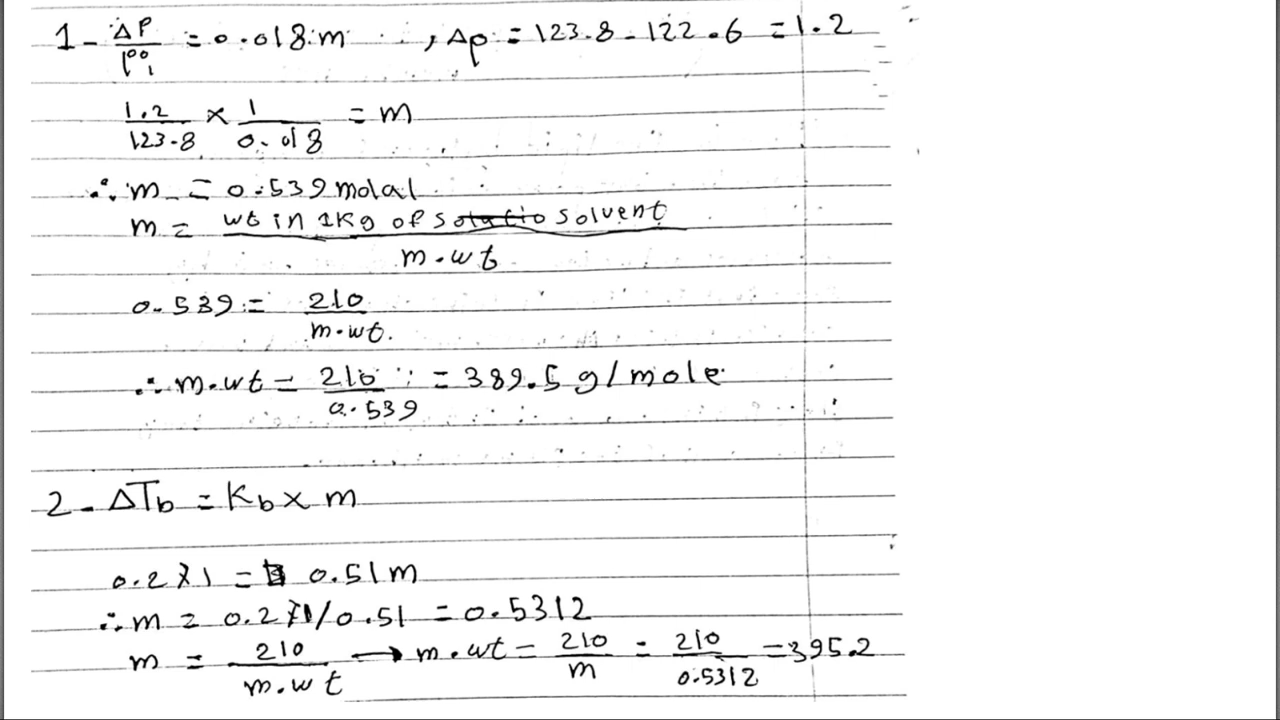 1- ΔP/P°₁ = 0.018 m , Δp = 123.8 - 122.6 = 1.2
1.2/123.8 × 1/0.018 = m
∴ m = 0.539 molal
m = wt in 1Kg of solvent / m.wt
0.539 = 210/m.wt.
∴ m.wt = 210/0.539 = 389.5 g/mole
2- ΔTb = Kb × m
0.271 = 0.51 m
∴ m = 0.271/0.51 = 0.5312
m = 210/m.wt → m.wt = 210/m = 210/0.5312 = 395.2